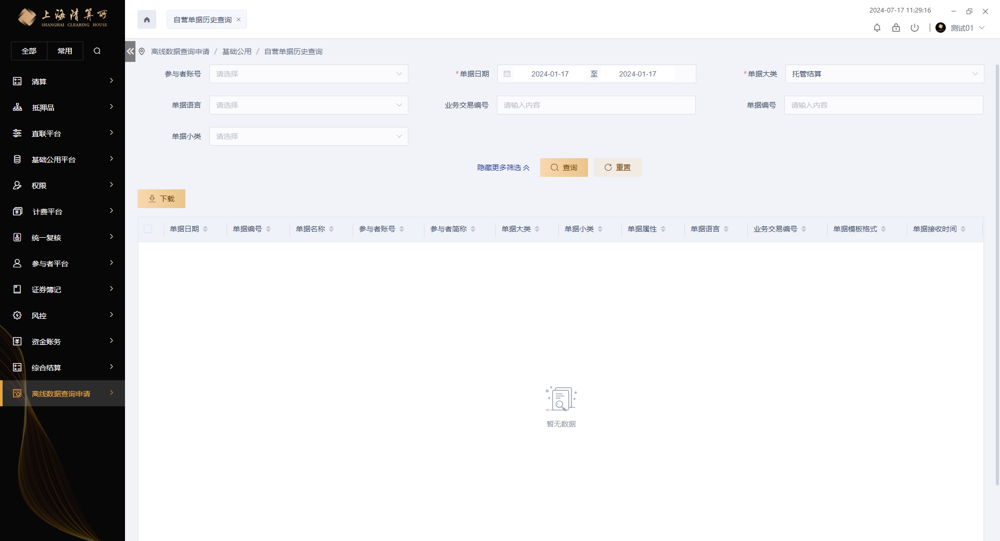 上海清算所
SHANGHAI CLEARING HOUSE
自营单据历史查询
2024-07-17 11:29:16
测试01
全部 常用
离线数据查询申请 / 基础公用 / 自营单据历史查询
清算
抵押品
直联平台
基础公用平台
权限
计费平台
统一复核
参与者平台
证券簿记
风控
资金账务
综合结算
离线数据查询申请
参与者账号 请选择 *单据日期 2024-01-17 至 2024-01-17 *单据大类 托管结算
单据语言 请选择 业务交易编号 请输入内容 单据编号 请输入内容
单据小类 请选择
隐藏更多筛选 查询 重置
下载
单据日期 单据编号 单据名称 参与者账号 参与者简称 单据大类 单据小类 单据属性 单据语言 业务交易编号 单据模板格式 单据接收时间
暂无数据